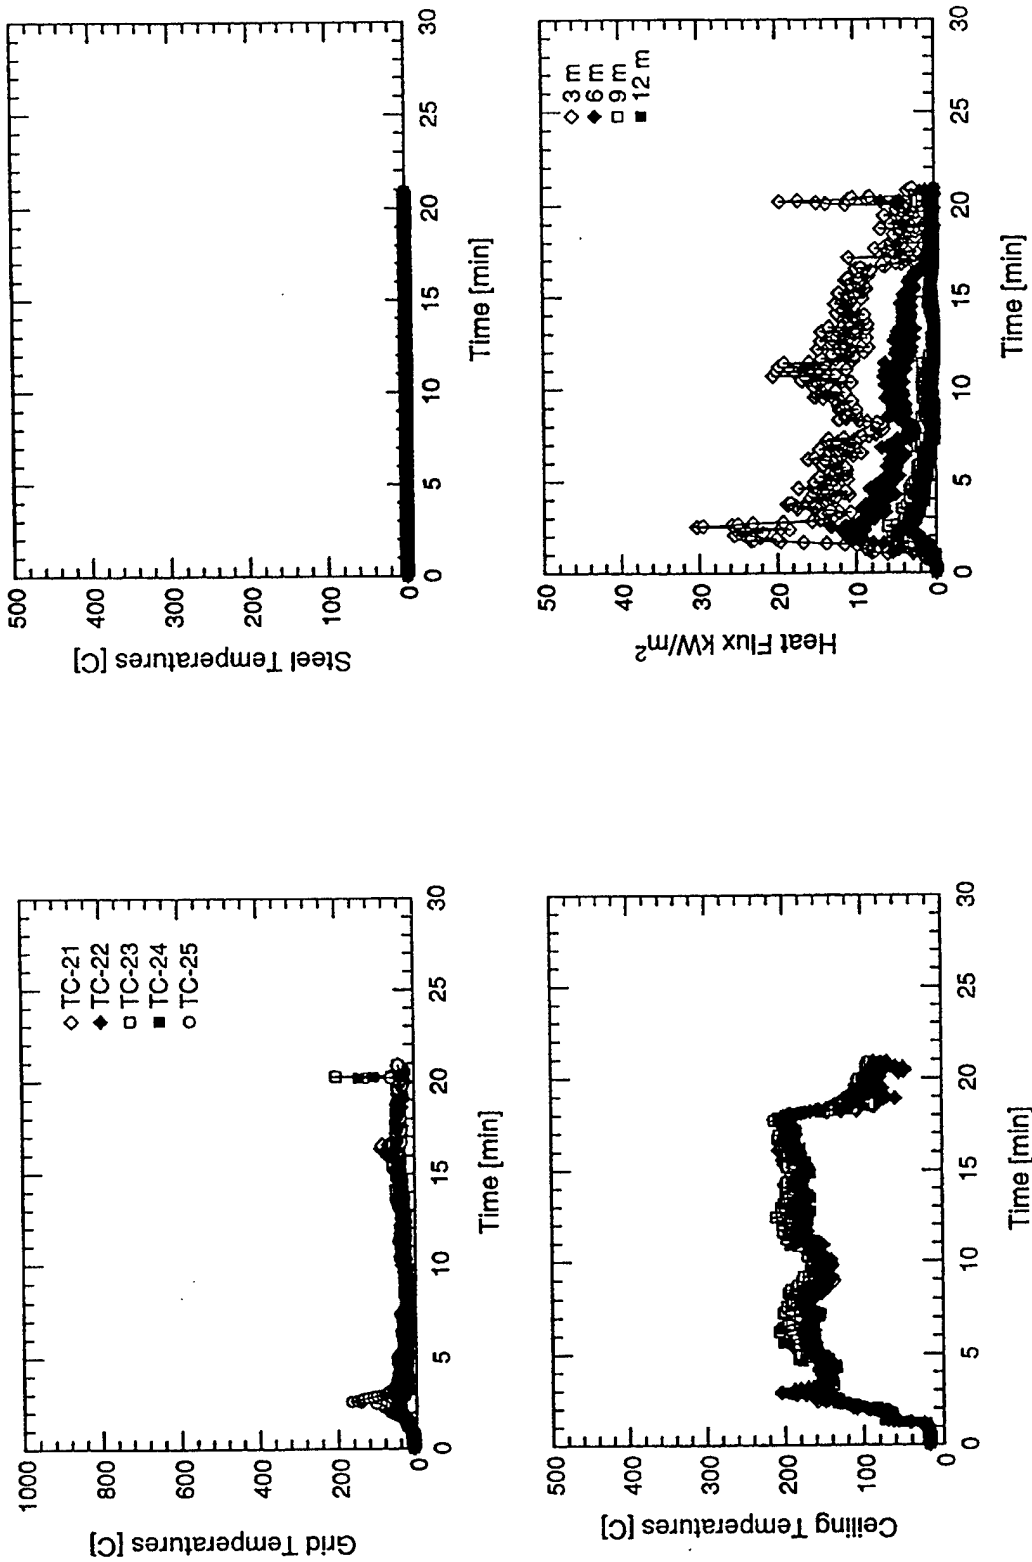 1000
800
600
400
200
0
Grid Temperatures [C]
◇ TC-21
◆ TC-22
□ TC-23
■ TC-24
○ TC-25
0 5 10 15 20 25 30
Time [min]
500
400
300
200
100
0
Steel Temperatures [C]
0 5 10 15 20 25 30
Time [min]
500
400
300
200
100
0
Ceiling Temperatures [C]
0 5 10 15 20 25 30
Time [min]
50
40
30
20
10
0
Heat Flux kW/m²
◇ 3 m
◆ 6 m
□ 9 m
■ 12 m
0 5 10 15 20 25 30
Time [min]